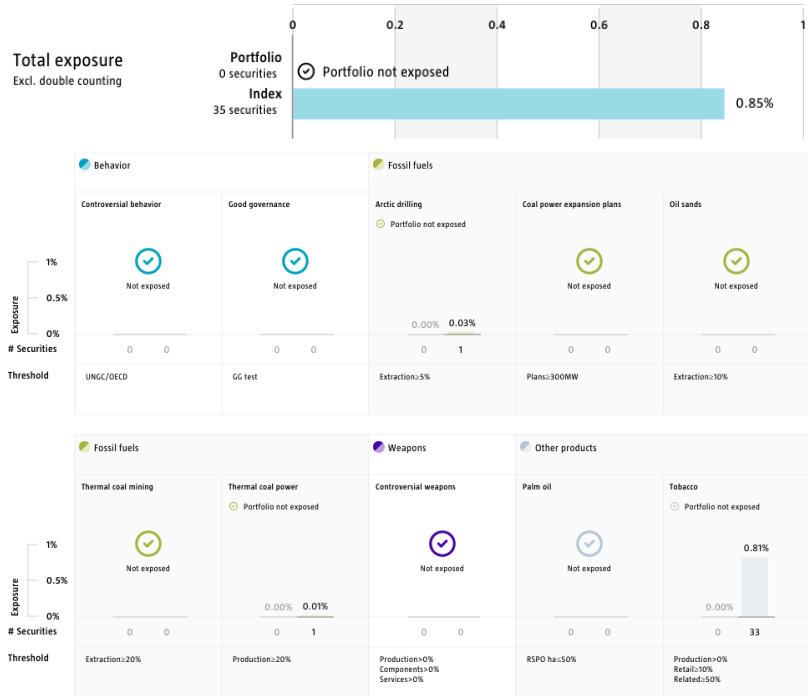 0 0.2 0.4 0.6 0.8 1
Total exposure
Excl. double counting
Portfolio
0 securities
Portfolio not exposed
Index
35 securities
0.85%
Behavior Fossil fuels
Controversial behavior Good governance Arctic drilling Coal power expansion plans Oil sands
Portfolio not exposed
Not exposed Not exposed Not exposed Not exposed
Exposure
1%
0.5%
0%
0.00% 0.03%
# Securities 0 0 0 0 0 1 0 0 0 0
Threshold UNGC/OECD GG test Extraction≥5% Plans≥300MW Extraction≥10%
Fossil fuels Weapons Other products
Thermal coal mining Thermal coal power Controversial weapons Palm oil Tobacco
Portfolio not exposed Portfolio not exposed
Not exposed Not exposed Not exposed
Exposure
1%
0.5%
0%
0.00% 0.01% 0.00% 0.81%
# Securities 0 0 0 1 0 0 0 0 0 33
Threshold Extraction≥20% Production≥20% Production>0% RSPO ha≤50% Production>0%
Components>0% Retail≥10%
Services>0% Related≥50%